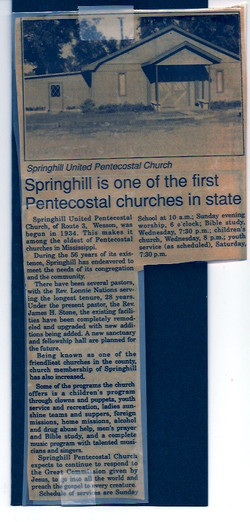 Springhill United Pentecostal Church
Springhill is one of the first
Pentecostal churches in state
Springhill United Pentecostal
Church, of Route 2, Wesson, was
begun in 1934. This makes it
among the oldest of Pentecostal
churches in Mississippi.
During the 56 years of its exis-
tence, Springhill has endeavored to
meet the needs of its congregation
and the community.
There have been several pastors,
with the Rev. Lonnie Nations serv-
ing the longest tenure, 28 years.
Under the present pastor, the Rev.
James H. Stone, the existing facili-
ties have been completely remod-
eled and upgraded with new addi-
tions being added. A new sanctuary
and fellowship hall are planned for
the future.
Being known as one of the
friendliest churches in the county,
church membership of Springhill
has also increased.
Some of the programs the church
offers is a children's program
through clowns and puppets, youth
service and recreation, ladies sun-
shine teams and suppers, foreign
missions, home missions, alcohol
and drug abuse help, men's prayer
and Bible study, and a complete
music program with talented musi-
cians and singers.
Springhill Pentecostal Church
expects to continue to respond to
the Great Commission given by
Jesus, to go into all the world and
preach the gospel to every creature.
Schedule of services are Sunday
School at 10 a.m.; Sunday evening
worship, 6 o'clock; Bible study,
Wednesday, 7:30 p.m.; children's
church, Wednesday, 8 p.m.; youth
service (as scheduled), Saturday,
7:30 p.m.